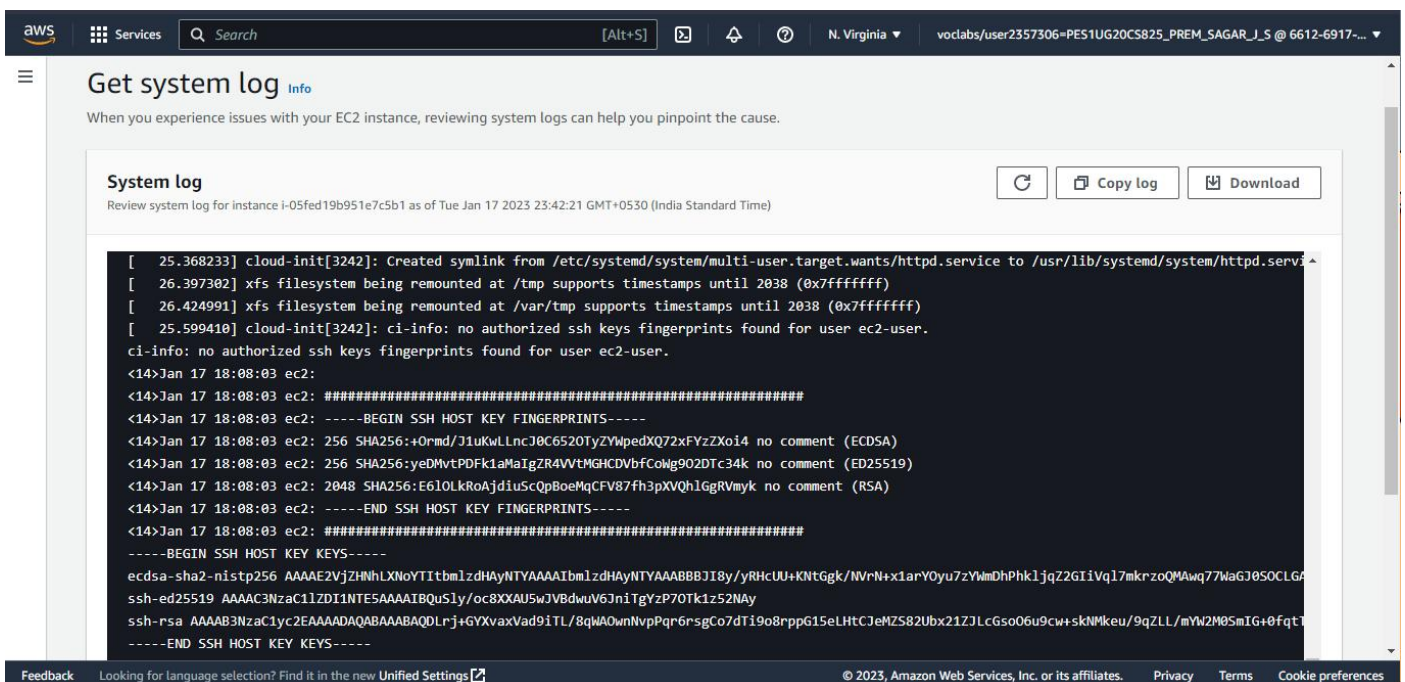 aws
Services
Search
[Alt+S]
N. Virginia
voclabs/user2357306=PES1UG20CS825_PREM_SAGAR_J_S @ 6612-6917-...
Get system log Info
When you experience issues with your EC2 instance, reviewing system logs can help you pinpoint the cause.
System log
Copy log
Download
Review system log for instance i-05fed19b951e7c5b1 as of Tue Jan 17 2023 23:42:21 GMT+0530 (India Standard Time)
[   25.368233] cloud-init[3242]: Created symlink from /etc/systemd/system/multi-user.target.wants/httpd.service to /usr/lib/systemd/system/httpd.servi
[   26.397302] xfs filesystem being remounted at /tmp supports timestamps until 2038 (0x7fffffff)
[   26.424991] xfs filesystem being remounted at /var/tmp supports timestamps until 2038 (0x7fffffff)
[   25.599410] cloud-init[3242]: ci-info: no authorized ssh keys fingerprints found for user ec2-user.
ci-info: no authorized ssh keys fingerprints found for user ec2-user.
<14>Jan 17 18:08:03 ec2:
<14>Jan 17 18:08:03 ec2: #############################################################
<14>Jan 17 18:08:03 ec2: -----BEGIN SSH HOST KEY FINGERPRINTS-----
<14>Jan 17 18:08:03 ec2: 256 SHA256:+Ormd/J1uKwLLncJ0C652OTyZYWpedXQ72xFYzZXoi4 no comment (ECDSA)
<14>Jan 17 18:08:03 ec2: 256 SHA256:yeDMvtPDFk1aMaIgZR4VVtMGHCDVbfCoWg9O2DTc34k no comment (ED25519)
<14>Jan 17 18:08:03 ec2: 2048 SHA256:E6lOLkRoAjdiuScQpBoeMqCFV87fh3pXVQhlGgRVmyk no comment (RSA)
<14>Jan 17 18:08:03 ec2: -----END SSH HOST KEY FINGERPRINTS-----
<14>Jan 17 18:08:03 ec2: #############################################################
-----BEGIN SSH HOST KEY KEYS-----
ecdsa-sha2-nistp256 AAAAE2VjZHNhLXNoYTItbmlzdHAyNTYAAAAIbmlzdHAyNTYAAABBBJI8y/yRHcUU+KNtGgk/NVrN+x1arYOyu7zYWmDhPhkljqZ2GIiVql7mkrzoQMAwq77WaGJ0SOCLGA
ssh-ed25519 AAAAC3NzaC1lZDI1NTE5AAAAIBQuSly/oc8XXAU5wJVBdwuV6JniTgYzP7OTk1z52NAy
ssh-rsa AAAAB3NzaC1yc2EAAAADAQABAAABAQDLrj+GYXvaxVad9iTL/8qWAOwnNvpPqr6rsgCo7dTi9o8rppG15eLHtCJeMZS82Ubx21ZJLcGsoO6u9cw+skNMkeu/9qZLL/mYW2M0SmIG+0fqtT
-----END SSH HOST KEY KEYS-----
Feedback
Looking for language selection? Find it in the new Unified Settings
© 2023, Amazon Web Services, Inc. or its affiliates.
Privacy
Terms
Cookie preferences